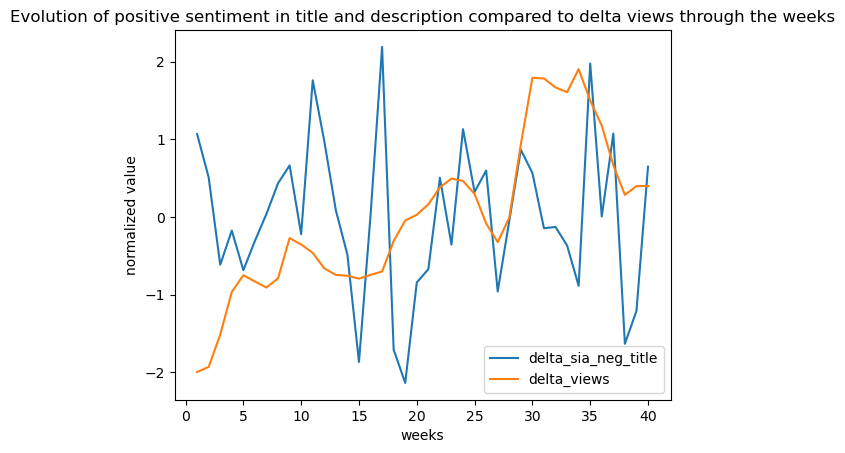 Evolution of positive sentiment in title and description compared to delta views through the weeks
normalized value
2
1
0
−1
−2
0 5 10 15 20 25 30 35 40
weeks
delta_sia_neg_title
delta_views